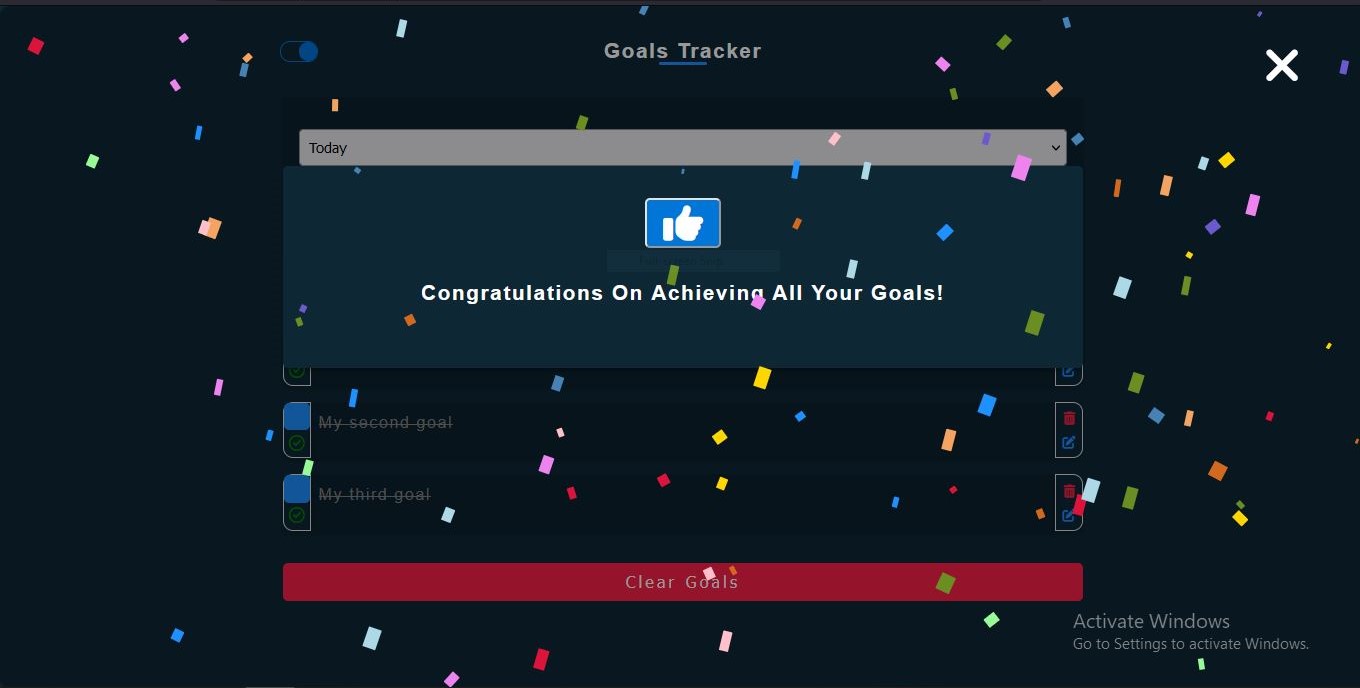 Goals Tracker
Today
Congratulations On Achieving All Your Goals!
My second goal
My third goal
Clear Goals
Activate Windows
Go to Settings to activate Windows.